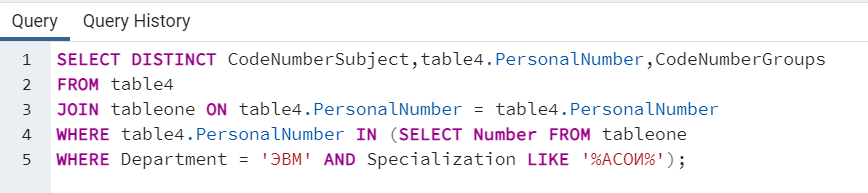 Query Query History
1 SELECT DISTINCT CodeNumberSubject,table4.PersonalNumber,CodeNumberGroups
2 FROM table4
3 JOIN tableone ON table4.PersonalNumber = table4.PersonalNumber
4 WHERE table4.PersonalNumber IN (SELECT Number FROM tableone
5 WHERE Department = 'ЭВМ' AND Specialization LIKE '%АСОИ%');